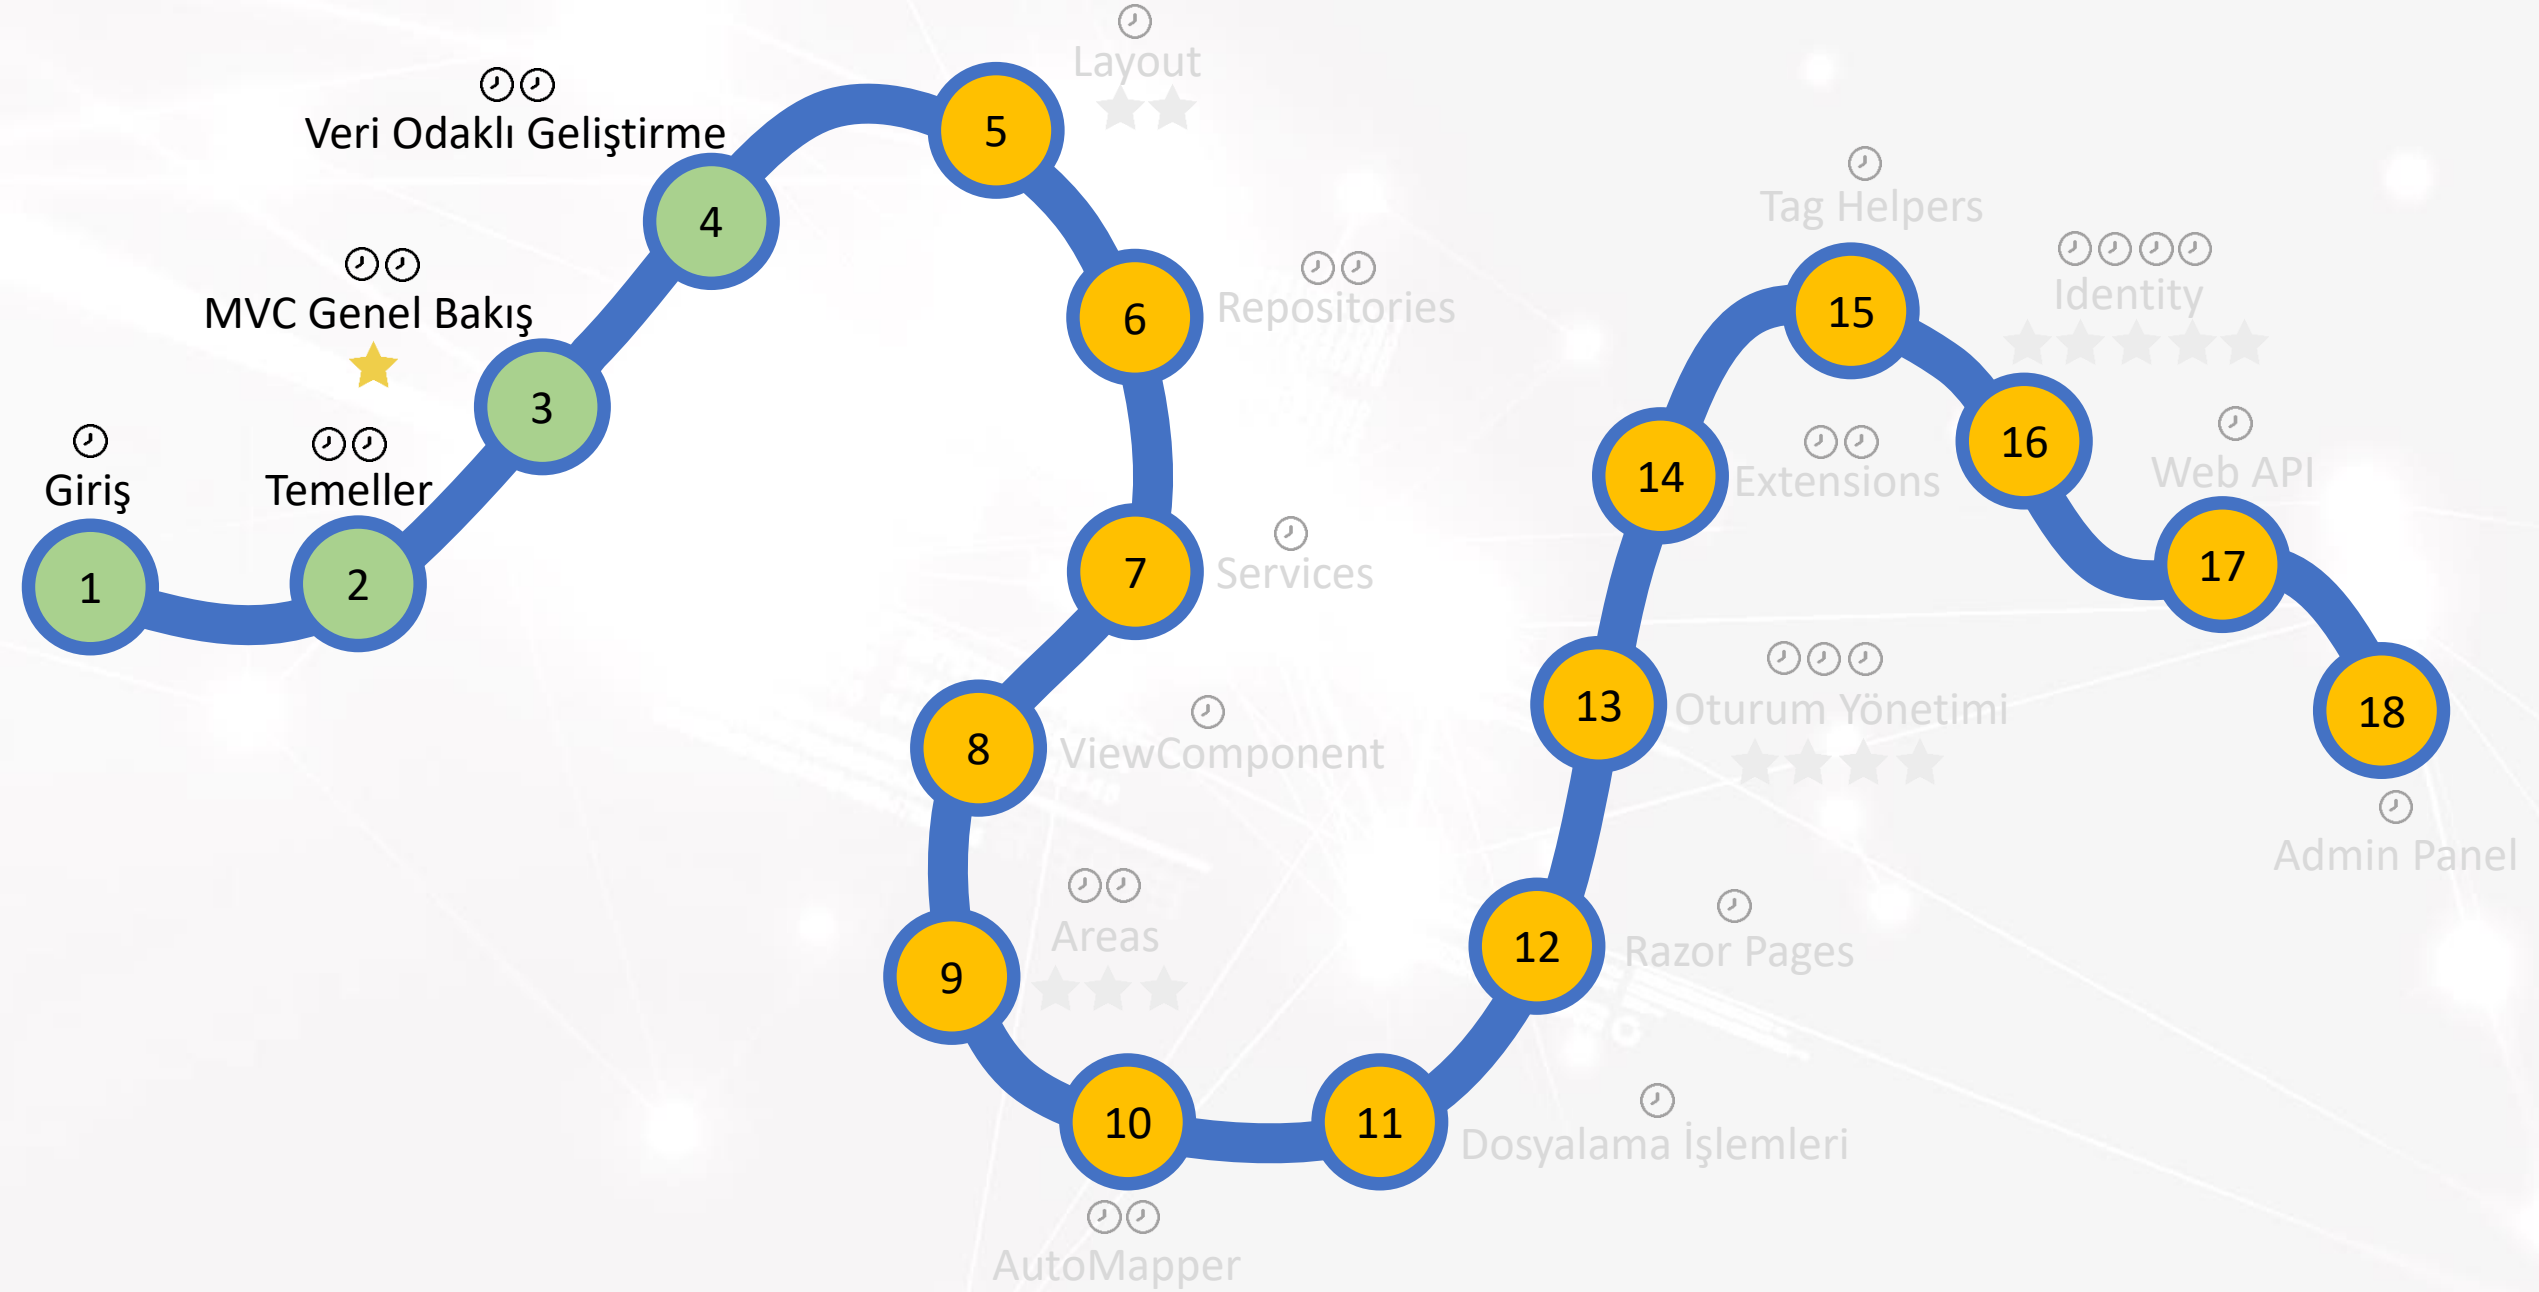 Giriş
1
Temeller
2
MVC Genel Bakış
3
Veri Odaklı Geliştirme
4
Layout
5
Repositories
6
Services
7
ViewComponent
8
Areas
9
AutoMapper
10
Dosyalama İşlemleri
11
Razor Pages
12
Oturum Yönetimi
13
Extensions
14
Tag Helpers
15
Identity
16
Web API
17
Admin Panel
18